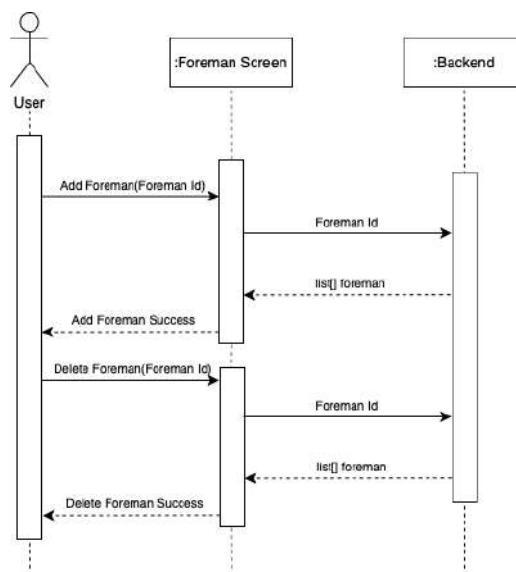 :Foreman Screen
:Backend
User
Add Foreman(Foreman Id)
Foreman Id
list[] foreman
Add Foreman Success
Delete Foreman(Foreman Id)
Foreman Id
list[] foreman
Delete Foreman Success